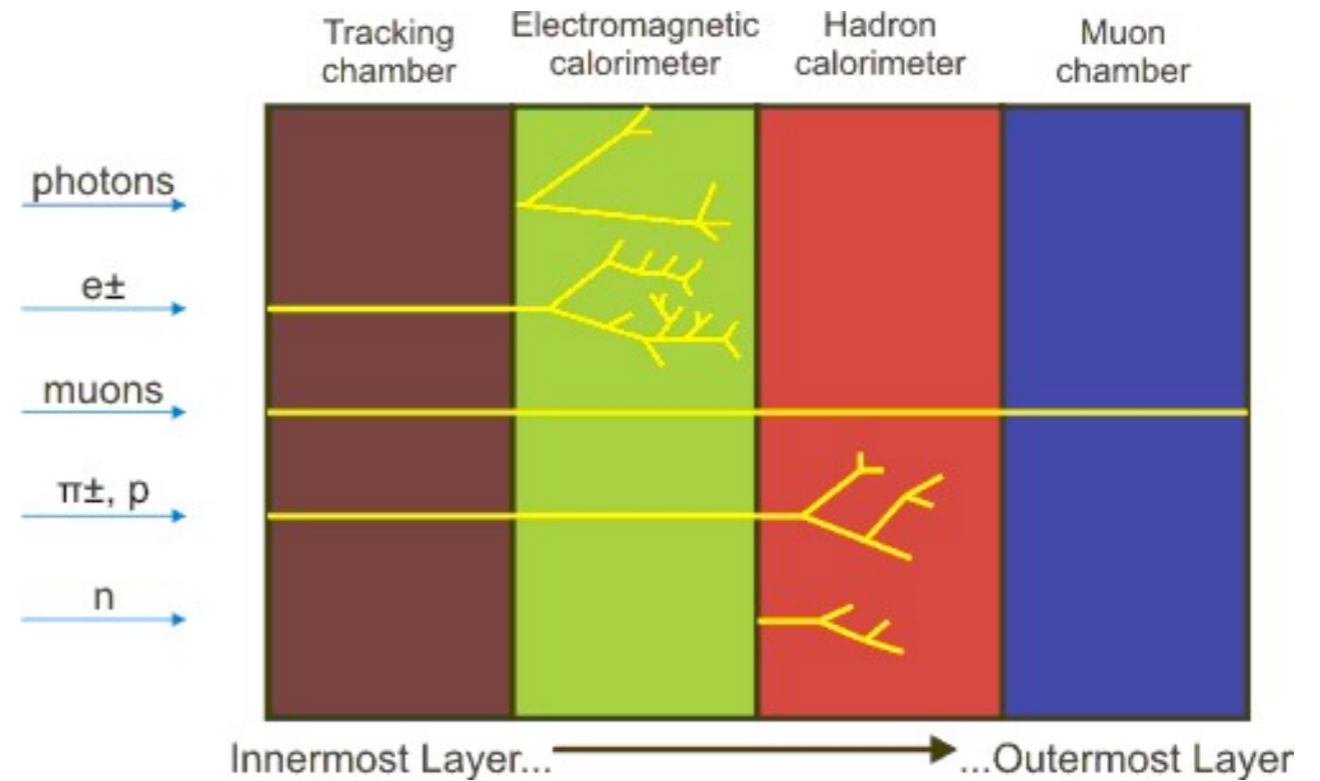 Tracking
chamber
Electromagnetic
calorimeter
Hadron
calorimeter
Muon
chamber
photons
e±
muons
π±, p
n
Innermost Layer...
...Outermost Layer